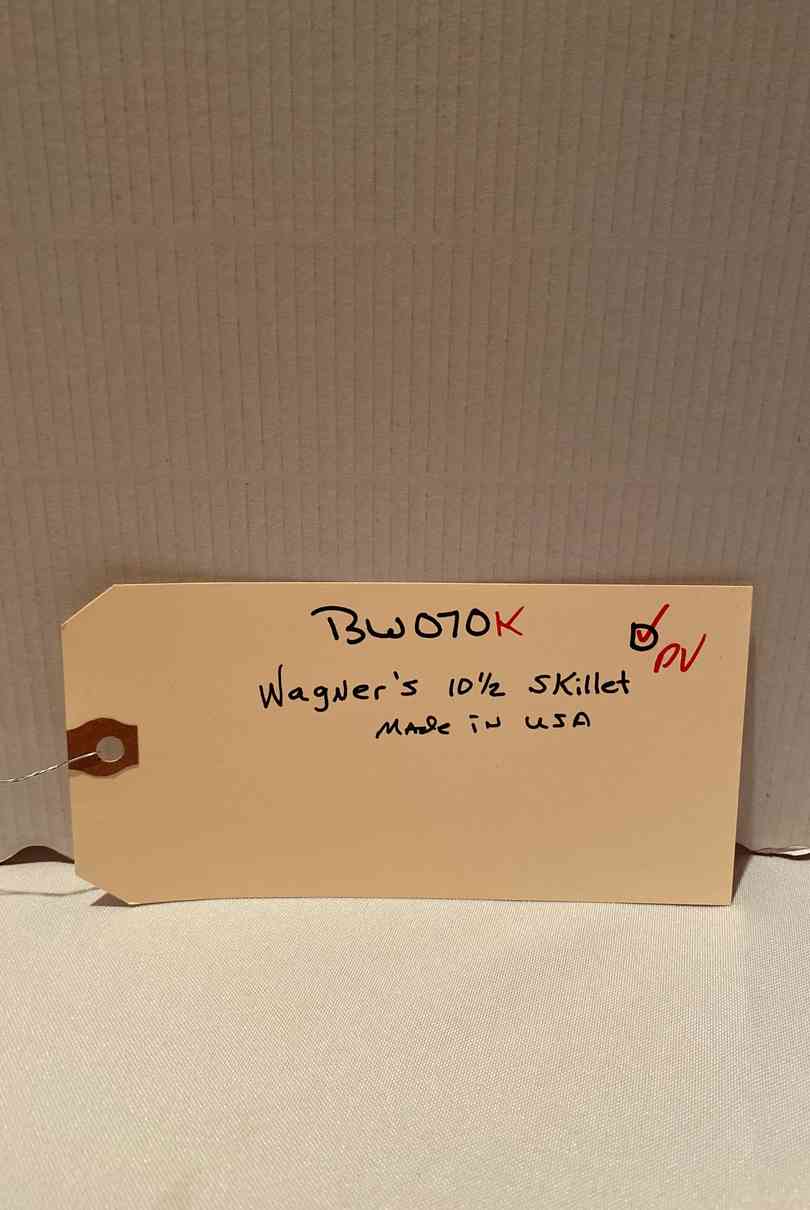 BW070K
PV
Wagner's 10½ Skillet
Made in USA